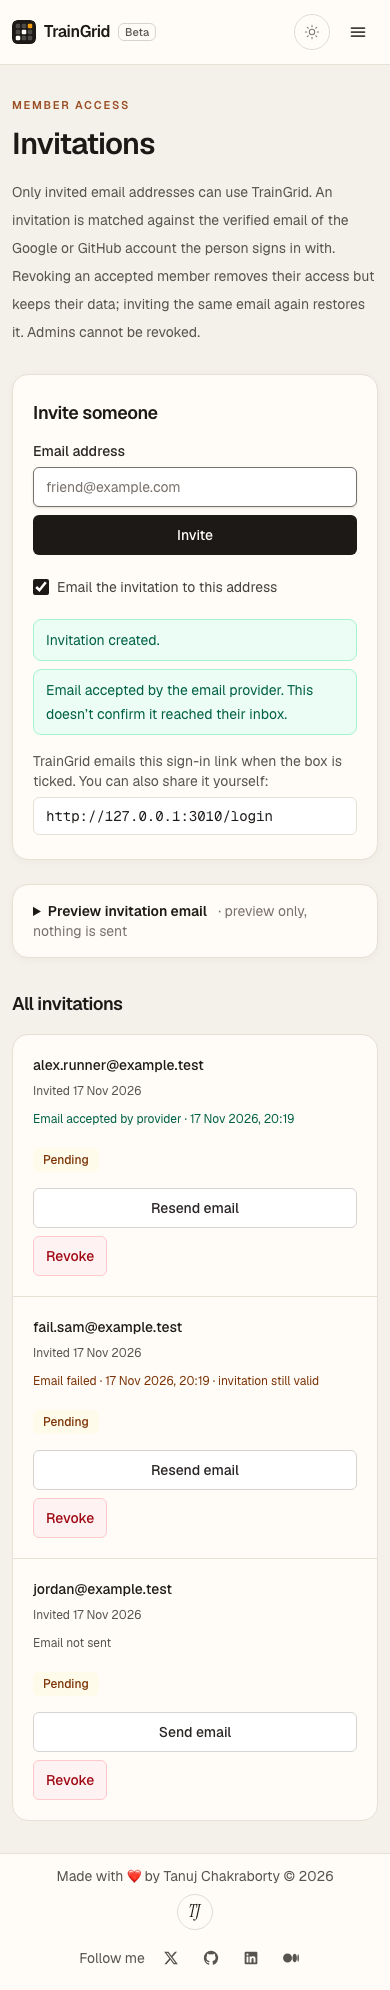 TrainGrid Beta
MEMBER ACCESS
Invitations
Only invited email addresses can use TrainGrid. An
invitation is matched against the verified email of the
Google or GitHub account the person signs in with.
Revoking an accepted member removes their access but
keeps their data; inviting the same email again restores
it. Admins cannot be revoked.
Invite someone
Email address
friend@example.com
Invite
Email the invitation to this address
Invitation created.
Email accepted by the email provider. This
doesn’t confirm it reached their inbox.
TrainGrid emails this sign-in link when the box is
ticked. You can also share it yourself:
http://127.0.0.1:3010/login
Preview invitation email · preview only,
nothing is sent
All invitations
alex.runner@example.test
Invited 17 Nov 2026
Email accepted by provider · 17 Nov 2026, 20:19
Pending
Resend email
Revoke
fail.sam@example.test
Invited 17 Nov 2026
Email failed · 17 Nov 2026, 20:19 · invitation still valid
Pending
Resend email
Revoke
jordan@example.test
Invited 17 Nov 2026
Email not sent
Pending
Send email
Revoke
Made with ❤️ by Tanuj Chakraborty © 2026
TJ
Follow me